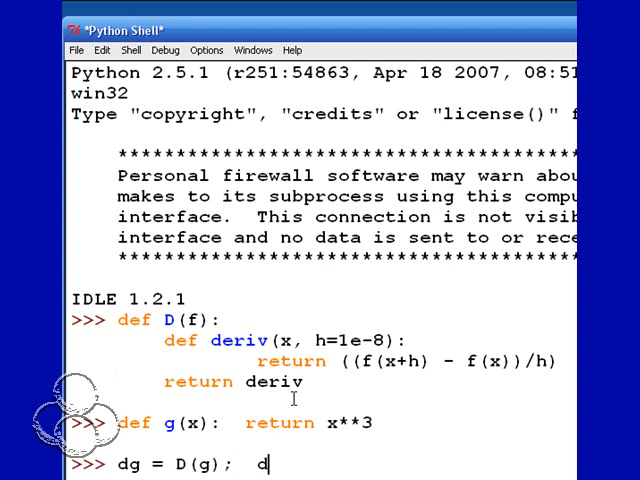 *Python Shell*
File Edit Shell Debug Options Windows Help
Python 2.5.1 (r251:54863, Apr 18 2007, 08:51
win32
Type "copyright", "credits" or "license()" f
****************************************
Personal firewall software may warn abou
makes to its subprocess using this compu
interface.  This connection is not visib
interface and no data is sent to or rece
****************************************
IDLE 1.2.1
>>> def D(f):
        def deriv(x, h=1e-8):
                return ((f(x+h) - f(x))/h)
        return deriv
>>> def g(x):  return x**3
>>> dg = D(g);  d